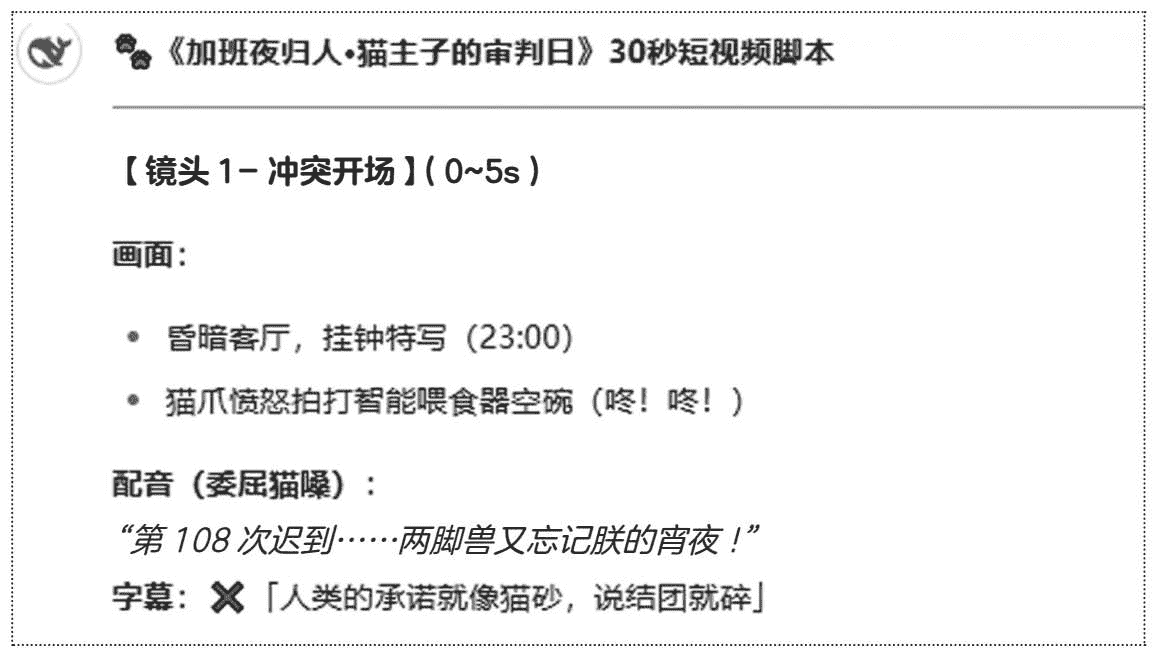 🐾《加班夜归人•猫主子的审判日》30秒短视频脚本
【镜头1-冲突开场】(0~5s)
画面：
• 昏暗客厅，挂钟特写（23:00）
• 猫爪愤怒拍打智能喂食器空碗（咚！咚！）
配音（委屈猫嗓）：
“第108次迟到……两脚兽又忘记朕的宵夜!”
字幕：❌「人类的承诺就像猫砂，说结团就碎」